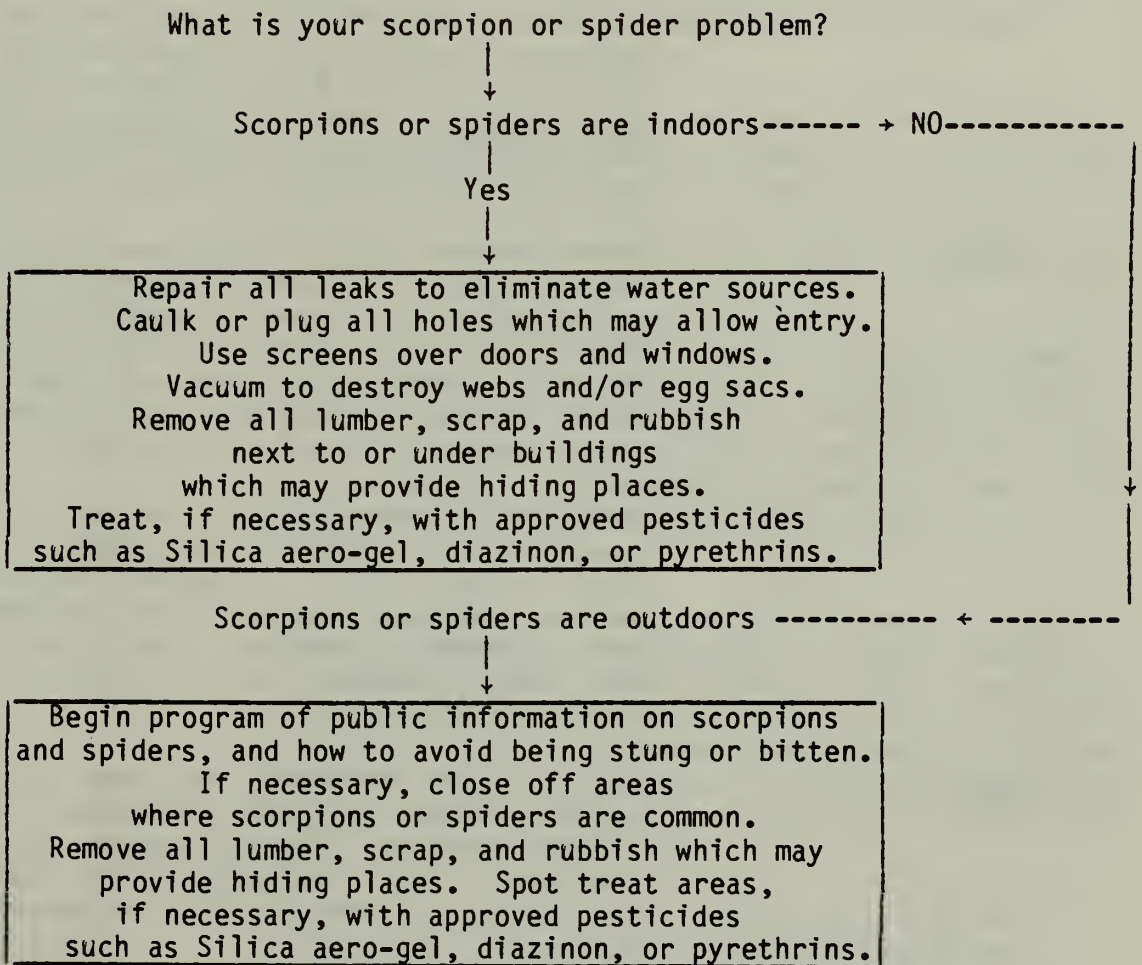 What is your scorpion or spider problem?
Scorpions or spiders are indoors------ → NO------------
Yes
Repair all leaks to eliminate water sources.
Caulk or plug all holes which may allow entry.
Use screens over doors and windows.
Vacuum to destroy webs and/or egg sacs.
Remove all lumber, scrap, and rubbish
next to or under buildings
which may provide hiding places.
Treat, if necessary, with approved pesticides
such as Silica aero-gel, diazinon, or pyrethrins.
Scorpions or spiders are outdoors ---------- ← --------
Begin program of public information on scorpions
and spiders, and how to avoid being stung or bitten.
If necessary, close off areas
where scorpions or spiders are common.
Remove all lumber, scrap, and rubbish which may
provide hiding places. Spot treat areas,
if necessary, with approved pesticides
such as Silica aero-gel, diazinon, or pyrethrins.